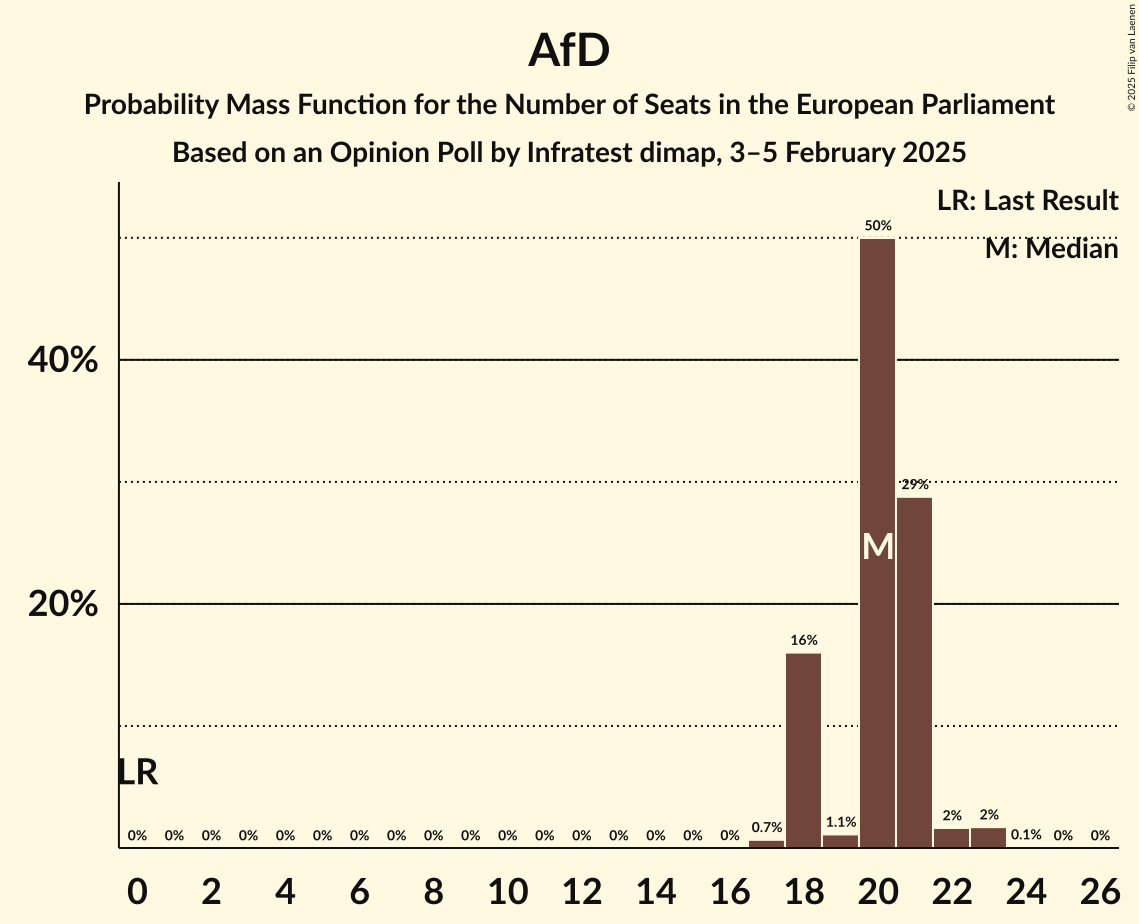 AfD
Probability Mass Function for the Number of Seats in the European Parliament
Based on an Opinion Poll by Infratest dimap, 3–5 February 2025
© 2025 Filip van Laenen
LR: Last Result
M: Median
50%
40%
29%
M
20%
16%
LR
0% 0% 0% 0% 0% 0% 0% 0% 0% 0% 0% 0% 0% 0% 0% 0% 0% 0.7% 1.1% 2% 2% 0.1% 0% 0%
0 2 4 6 8 10 12 14 16 18 20 22 24 26